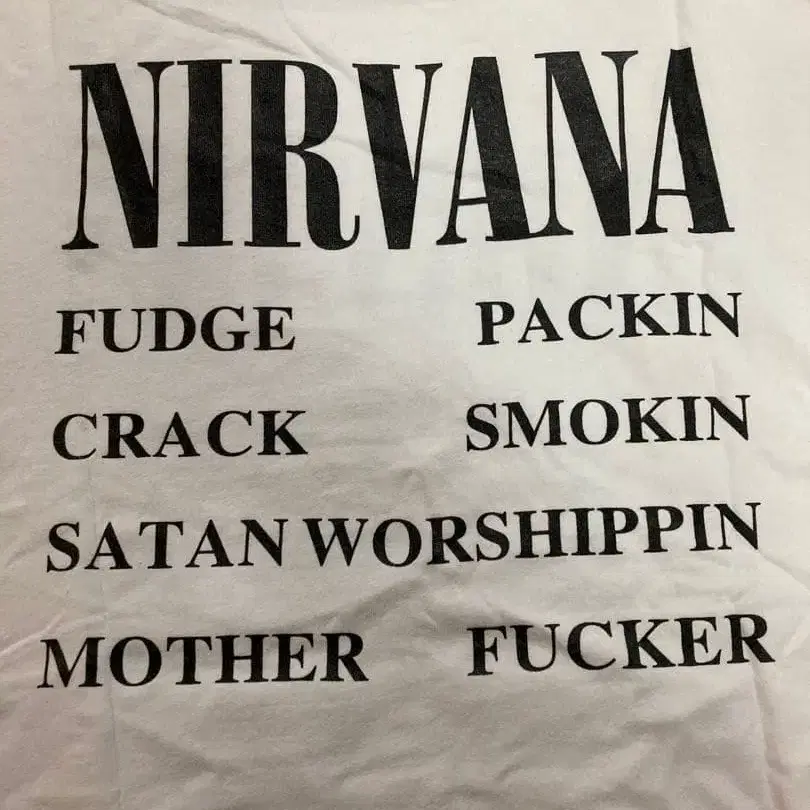 NIRVANA
FUDGE PACKIN
CRACK SMOKIN
SATAN WORSHIPPIN
MOTHER FUCKER